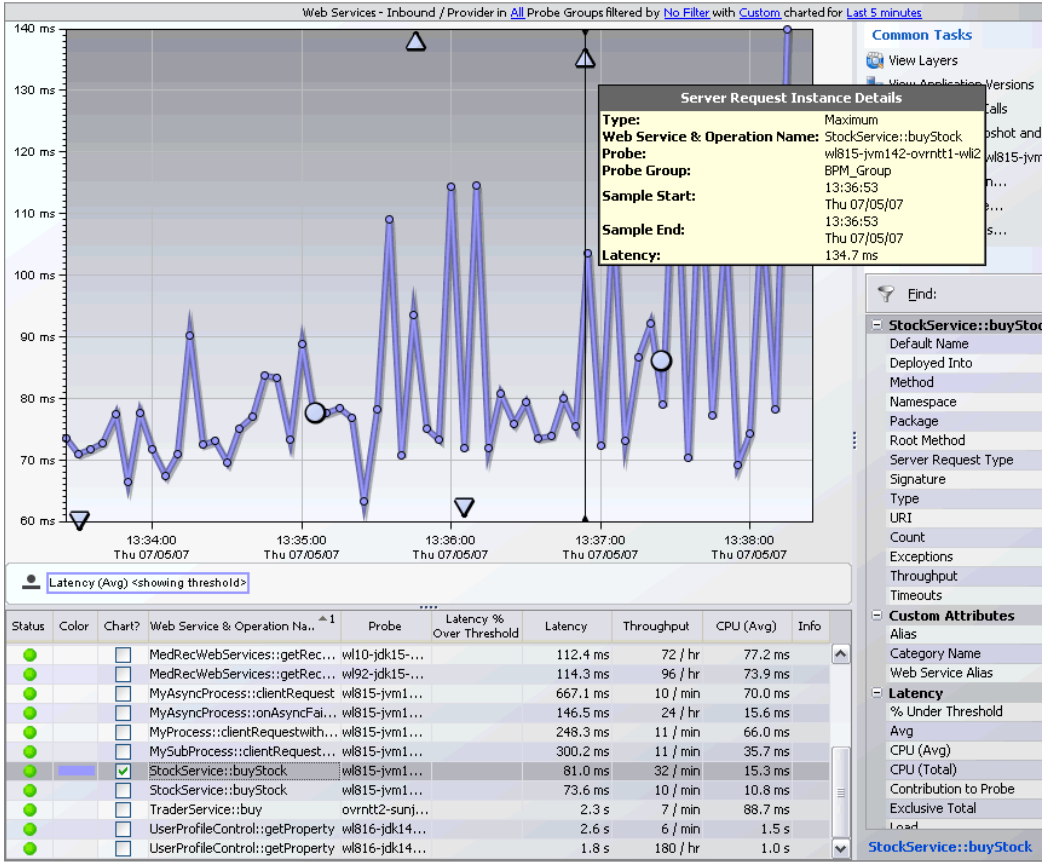 Web Services - Inbound / Provider in All Probe Groups filtered by No Filter with Custom charted for Last 5 minutes
140 ms
130 ms
120 ms
110 ms
100 ms
90 ms
80 ms
70 ms
60 ms
13:34:00 13:35:00 13:36:00 13:37:00 13:38:00
Thu 07/05/07 Thu 07/05/07 Thu 07/05/07 Thu 07/05/07 Thu 07/05/07
Server Request Instance Details
Type: Maximum
Web Service & Operation Name: StockService::buyStock
Probe: wl815-jvm142-ovrntt1-wli2
Probe Group: BPM_Group
Sample Start: 13:36:53
Thu 07/05/07
Sample End: 13:36:53
Thu 07/05/07
Latency: 134.7 ms
Latency (Avg) <showing threshold>
Status Color Chart? Web Service & Operation Na.. 1 Probe Latency % Over Threshold Latency Throughput CPU (Avg) Info
MedRecWebServices::getRec... wl10-jdk15-... 112.4 ms 72 / hr 77.2 ms
MedRecWebServices::getRec... wl92-jdk15-... 114.3 ms 96 / hr 73.9 ms
MyAsyncProcess::clientRequest wl815-jvm1... 667.1 ms 10 / min 70.0 ms
MyAsyncProcess::onAsyncFai... wl815-jvm1... 146.5 ms 24 / hr 15.6 ms
MyProcess::clientRequestwith... wl815-jvm1... 248.3 ms 11 / min 66.0 ms
MySubProcess::clientRequest... wl815-jvm1... 300.2 ms 11 / min 35.7 ms
StockService::buyStock wl815-jvm1... 81.0 ms 32 / min 15.3 ms
StockService::buyStock wl815-jvm1... 73.6 ms 10 / min 10.8 ms
TraderService::buy ovrntt2-sunj... 2.3 s 7 / min 88.7 ms
UserProfileControl::getProperty wl816-jdk14... 2.6 s 6 / min 1.5 s
UserProfileControl::getProperty wl816-jdk14... 1.8 s 180 / hr 1.0 s
Common Tasks
View Layers
View Application Versions
Calls
pshot and
wl815-jvm
n...
e...
s...
Find:
StockService::buyStoc
Default Name
Deployed Into
Method
Namespace
Package
Root Method
Server Request Type
Signature
Type
URI
Count
Exceptions
Throughput
Timeouts
Custom Attributes
Alias
Category Name
Web Service Alias
Latency
% Under Threshold
Avg
CPU (Avg)
CPU (Total)
Contribution to Probe
Exclusive Total
Load
StockService::buyStock